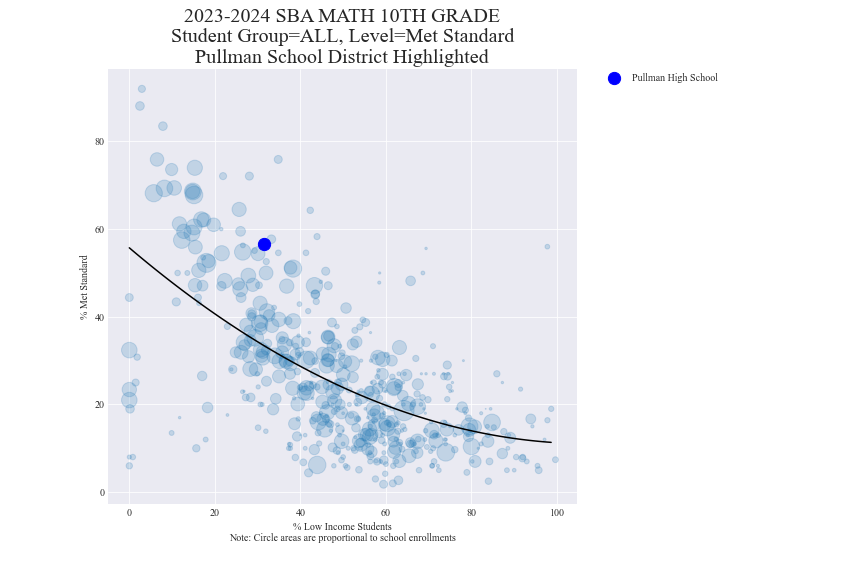 2023-2024 SBA MATH 10TH GRADE
Student Group=ALL, Level=Met Standard
Pullman School District Highlighted
Pullman High School
% Met Standard
80
60
40
20
0
0 20 40 60 80 100
% Low Income Students
Note: Circle areas are proportional to school enrollments